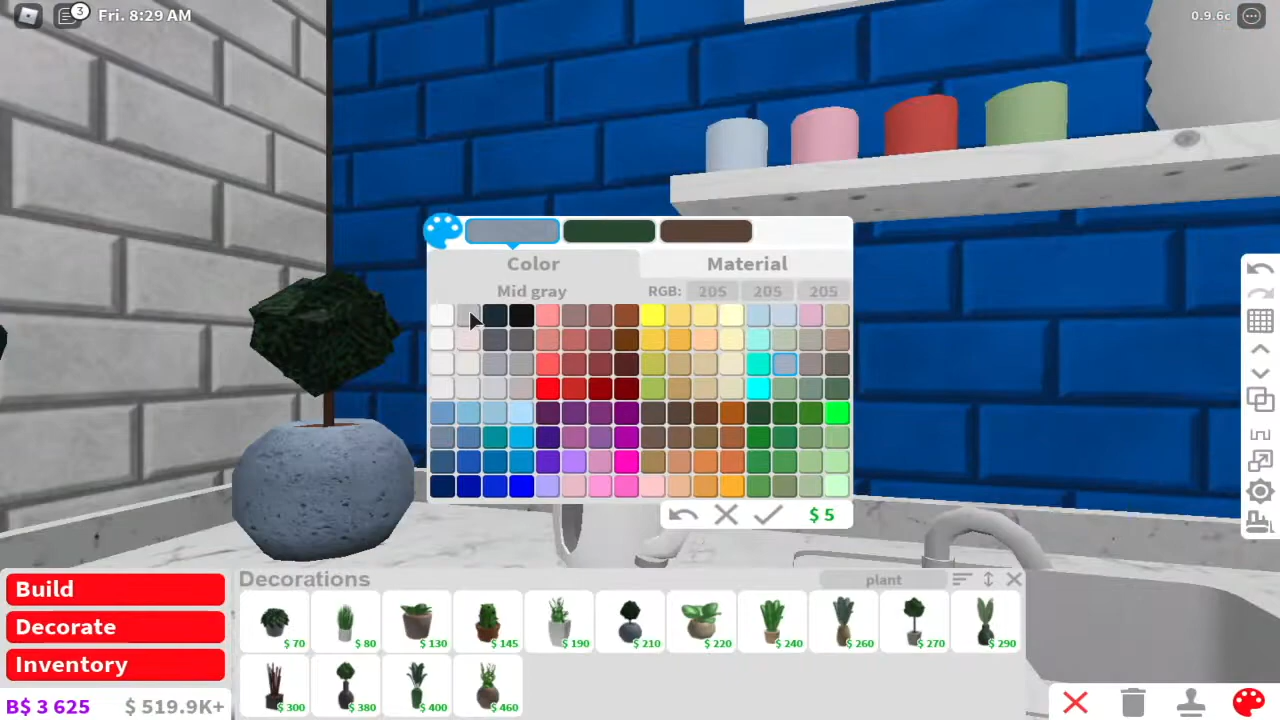 3 Fri. 8:29 AM
0.9.6c
Color
Material
Mid gray
RGB: 205 205 205
$ 5
Decorations
plant
Build
Decorate
Inventory
$ 70
$ 80
$ 130
$ 145
$ 190
$ 210
$ 220
$ 240
$ 260
$ 270
$ 290
$ 300
$ 380
$ 400
$ 460
B$ 3 625
$ 519.9K+